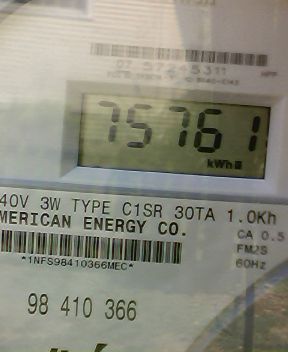 75761
kWh
40V 3W TYPE C1SR 30TA 1.0Kh
MERICAN ENERGY CO.
CA 0.5
FM2S
60Hz
*1NFS98410366MEC*
98 410 366